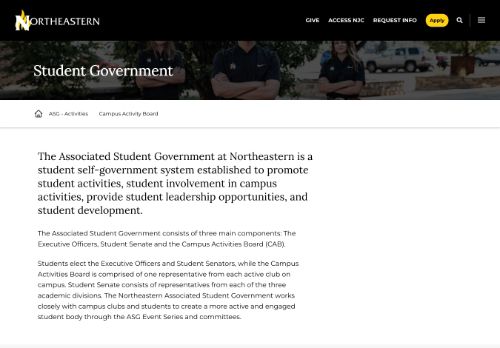 NORTHEASTERN
GIVE ACCESS NJC REQUEST INFO Apply
Student Government
ASG - Activities Campus Activity Board
The Associated Student Government at Northeastern is a
student self-government system established to promote
student activities, student involvement in campus
activities, provide student leadership opportunities, and
student development.
The Associated Student Government consists of three main components: The
Executive Officers, Student Senate and the Campus Activities Board (CAB).
Students elect the Executive Officers and Student Senators, while the Campus
Activities Board is comprised of one representative from each active club on
campus. Student Senate consists of representatives from each of the three
academic divisions. The Northeastern Associated Student Government works
closely with campus clubs and students to create a more active and engaged
student body through the ASG Event Series and committees.